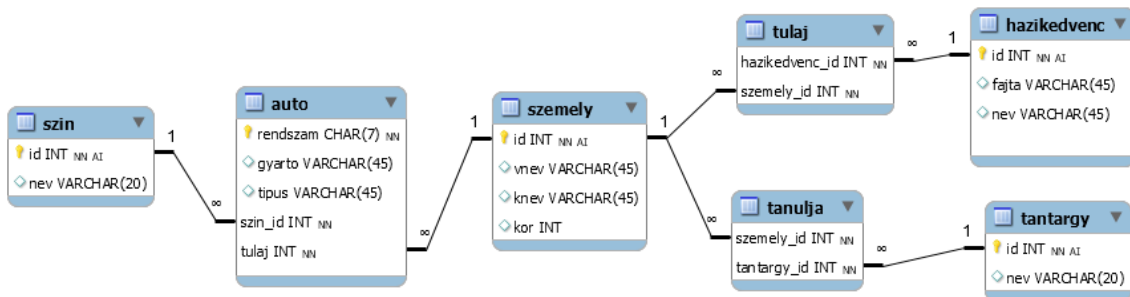 szin
id INT NN AI
nev VARCHAR(20)
1
∞
auto
rendszam CHAR(7) NN
gyarto VARCHAR(45)
tipus VARCHAR(45)
szin_id INT NN
tulaj INT NN
∞
1
szemely
id INT NN AI
vnev VARCHAR(45)
knev VARCHAR(45)
kor INT
1
∞
∞
tulaj
hazikedvenc_id INT NN
szemely_id INT NN
∞
1
hazikedvenc
id INT NN AI
fajta VARCHAR(45)
nev VARCHAR(45)
tanulja
szemely_id INT NN
tantargy_id INT NN
∞
1
tantargy
id INT NN AI
nev VARCHAR(20)